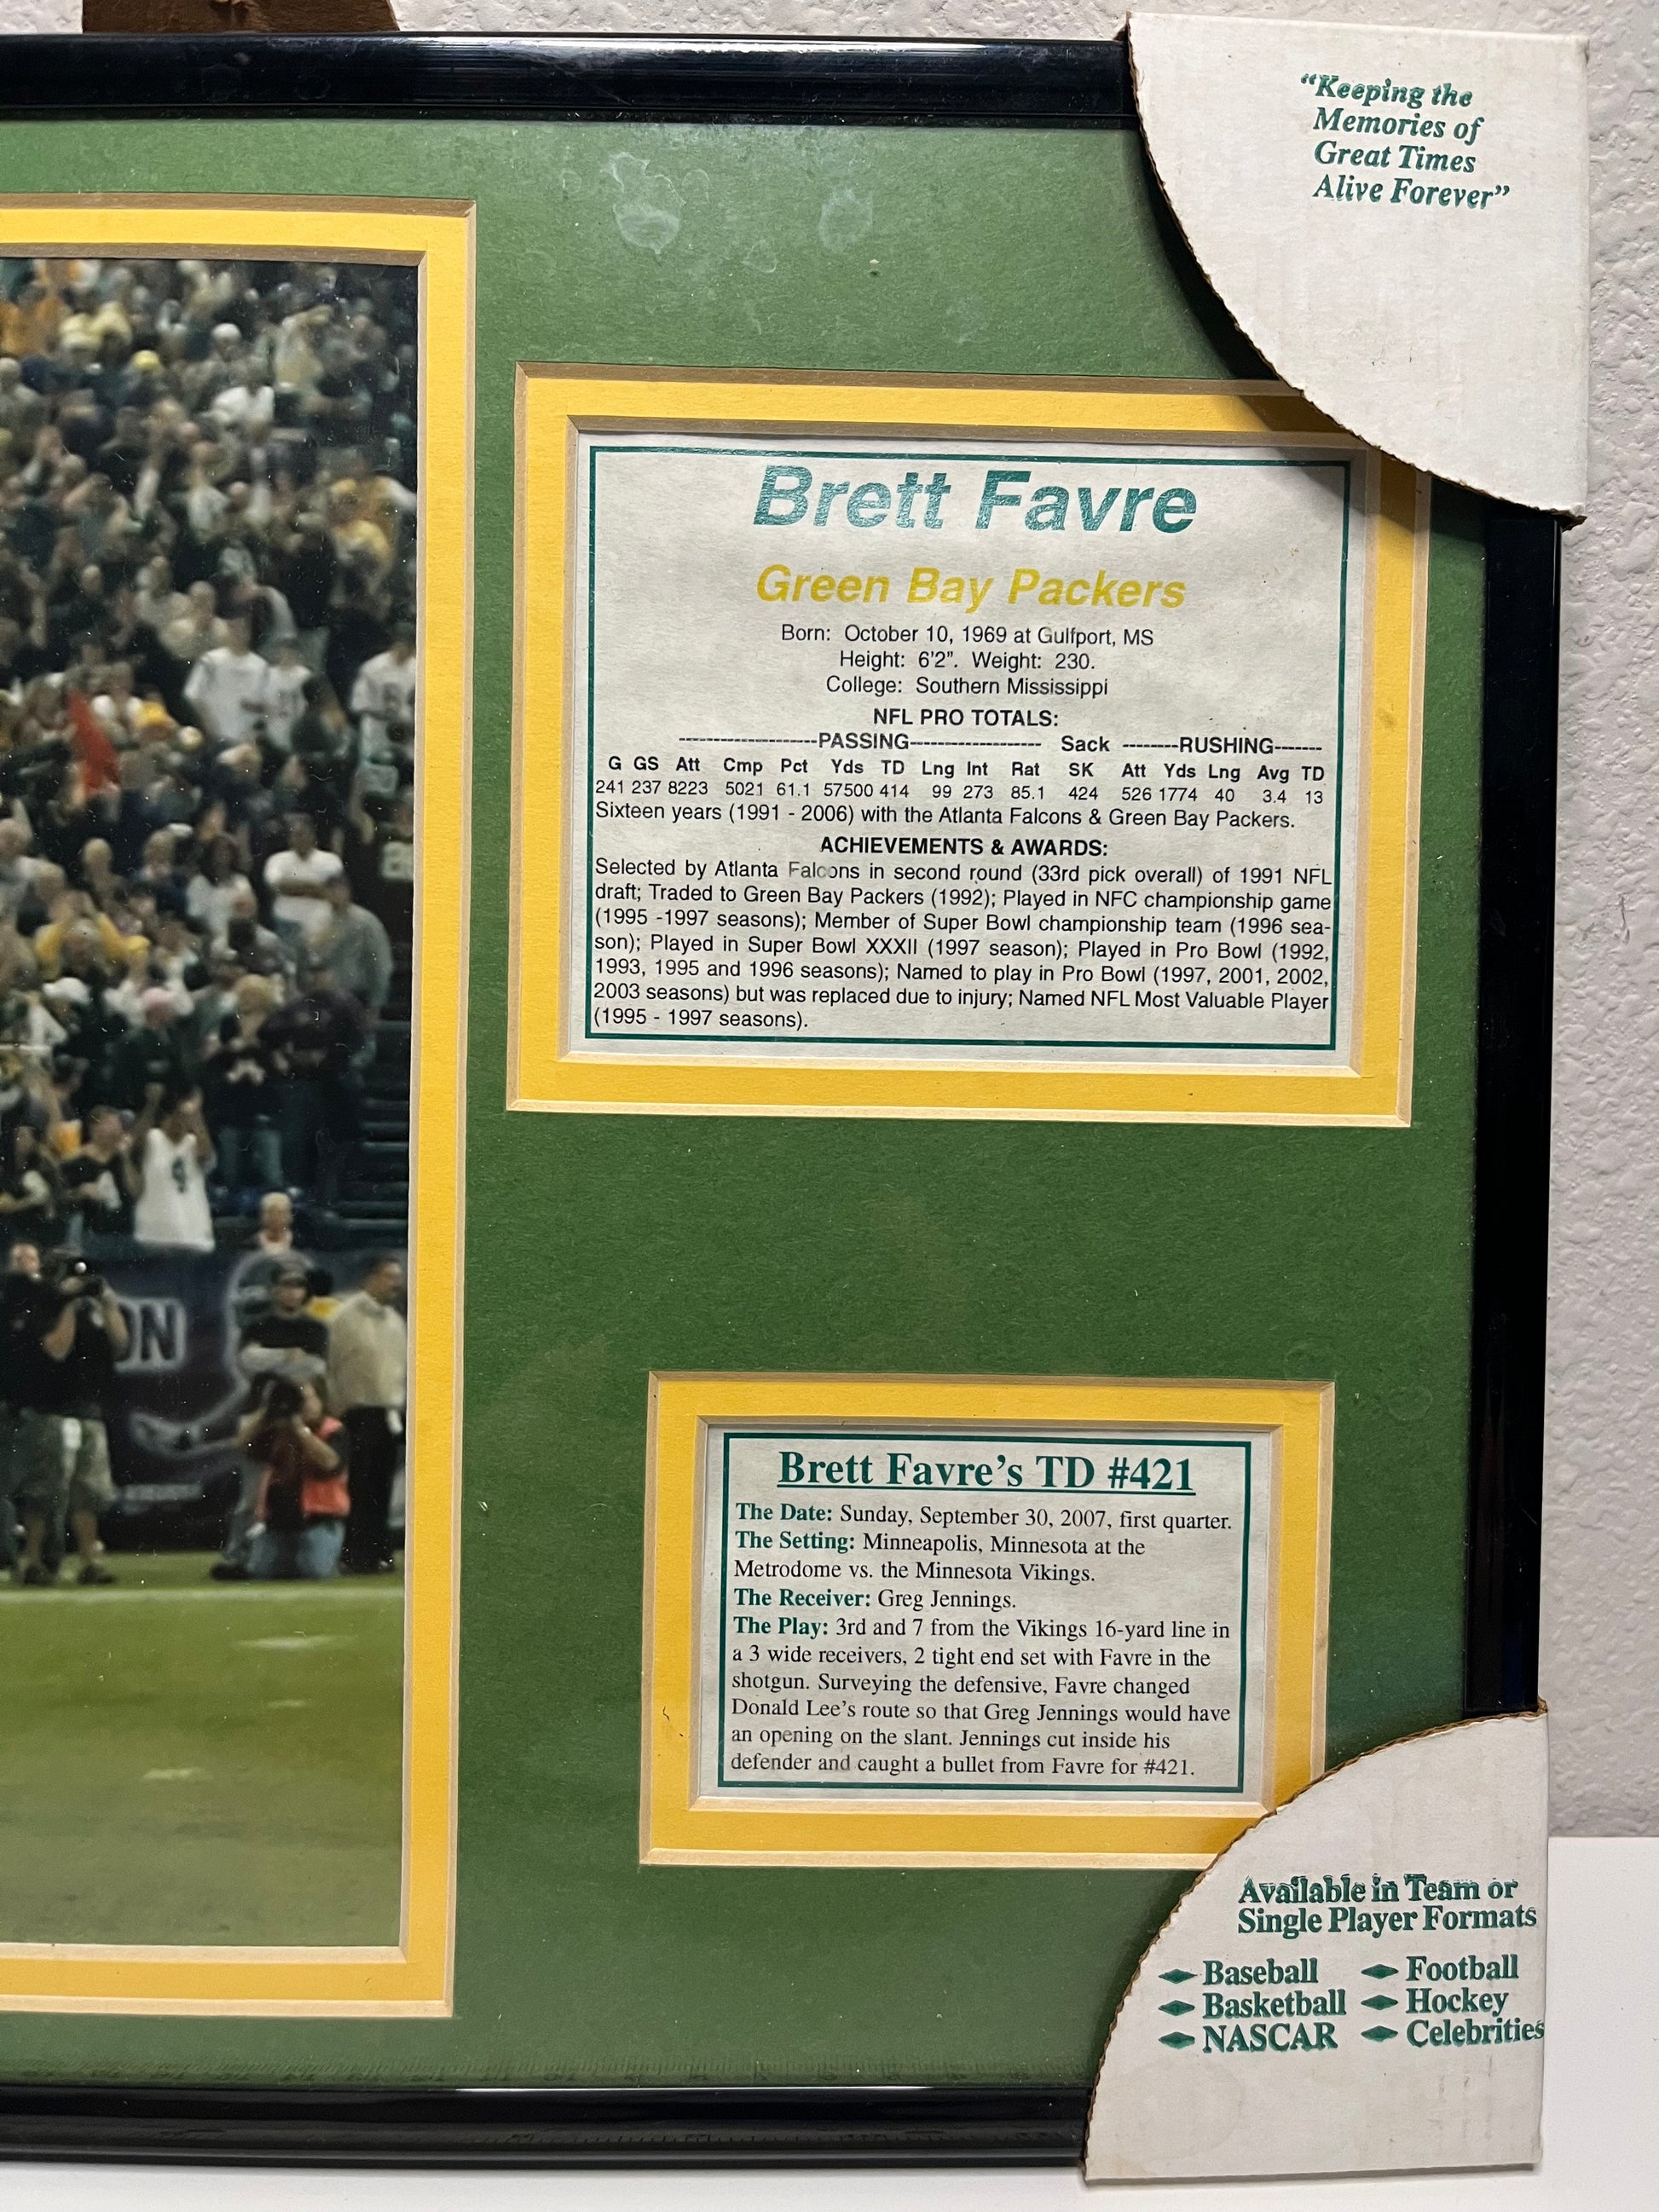 "Keeping the
Memories of
Great Times
Alive Forever"
Brett Favre
Green Bay Packers
Born: October 10, 1969 at Gulfport, MS
Height: 6'2". Weight: 230.
College: Southern Mississippi
NFL PRO TOTALS:
-------------------PASSING------------------ Sack --------RUSHING-------
G GS Att Cmp Pct Yds TD Lng Int Rat SK Att Yds Lng Avg TD
241 237 8223 5021 61.1 57500 414 99 273 85.1 424 526 1774 40 3.4 13
Sixteen years (1991 - 2006) with the Atlanta Falcons & Green Bay Packers.
ACHIEVEMENTS & AWARDS:
Selected by Atlanta Falcons in second round (33rd pick overall) of 1991 NFL
draft; Traded to Green Bay Packers (1992); Played in NFC championship game
(1995 -1997 seasons); Member of Super Bowl championship team (1996 sea-
son); Played in Super Bowl XXXII (1997 season); Played in Pro Bowl (1992,
1993, 1995 and 1996 seasons); Named to play in Pro Bowl (1997, 2001, 2002,
2003 seasons) but was replaced due to injury; Named NFL Most Valuable Player
(1995 - 1997 seasons).
4
ON
Brett Favre's TD #421
The Date: Sunday, September 30, 2007, first quarter.
The Setting: Minneapolis, Minnesota at the
Metrodome vs. the Minnesota Vikings.
The Receiver: Greg Jennings.
The Play: 3rd and 7 from the Vikings 16-yard line in
a 3 wide receivers, 2 tight end set with Favre in the
shotgun. Surveying the defensive, Favre changed
Donald Lee's route so that Greg Jennings would have
an opening on the slant. Jennings cut inside his
defender and caught a bullet from Favre for #421.
Available in Team or
Single Player Formats
Baseball Football
Basketball Hockey
NASCAR Celebrities